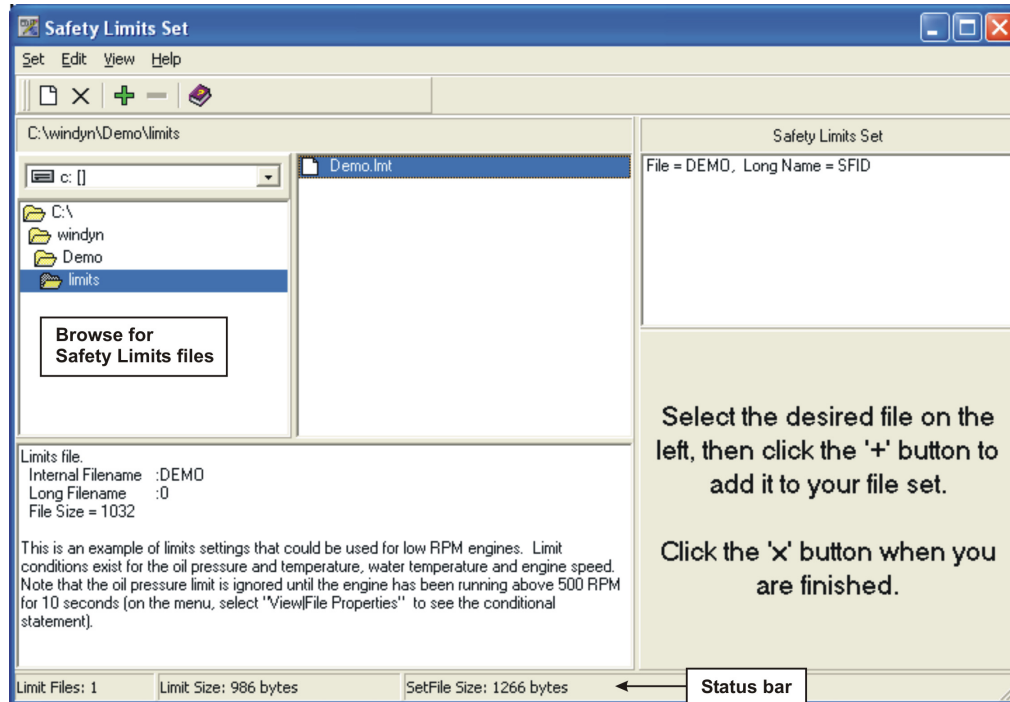 Safety Limits Set
Set Edit View Help
C:\windyn\Demo\limits
Safety Limits Set
c: []
Demo.lmt
File = DEMO, Long Name = SFID
C:\
windyn
Demo
limits
Browse for
Safety Limits files
Select the desired file on the
left, then click the '+' button to
add it to your file set.
Click the 'x' button when you
are finished.
Limits file.
Internal Filename :DEMO
Long Filename :0
File Size = 1032
This is an example of limits settings that could be used for low RPM engines. Limit
conditions exist for the oil pressure and temperature, water temperature and engine speed.
Note that the oil pressure limit is ignored until the engine has been running above 500 RPM
for 10 seconds (on the menu, select "View|File Properties" to see the conditional
statement).
Limit Files: 1
Limit Size: 986 bytes
SetFile Size: 1266 bytes
Status bar